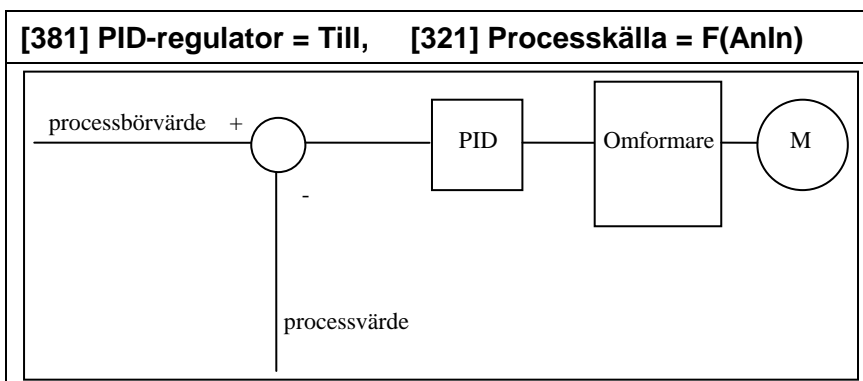 [381] PID-regulator = Till, [321] Processkälla = F(AnIn)
processbörvärde +
PID
Omformare
M
-
processvärde